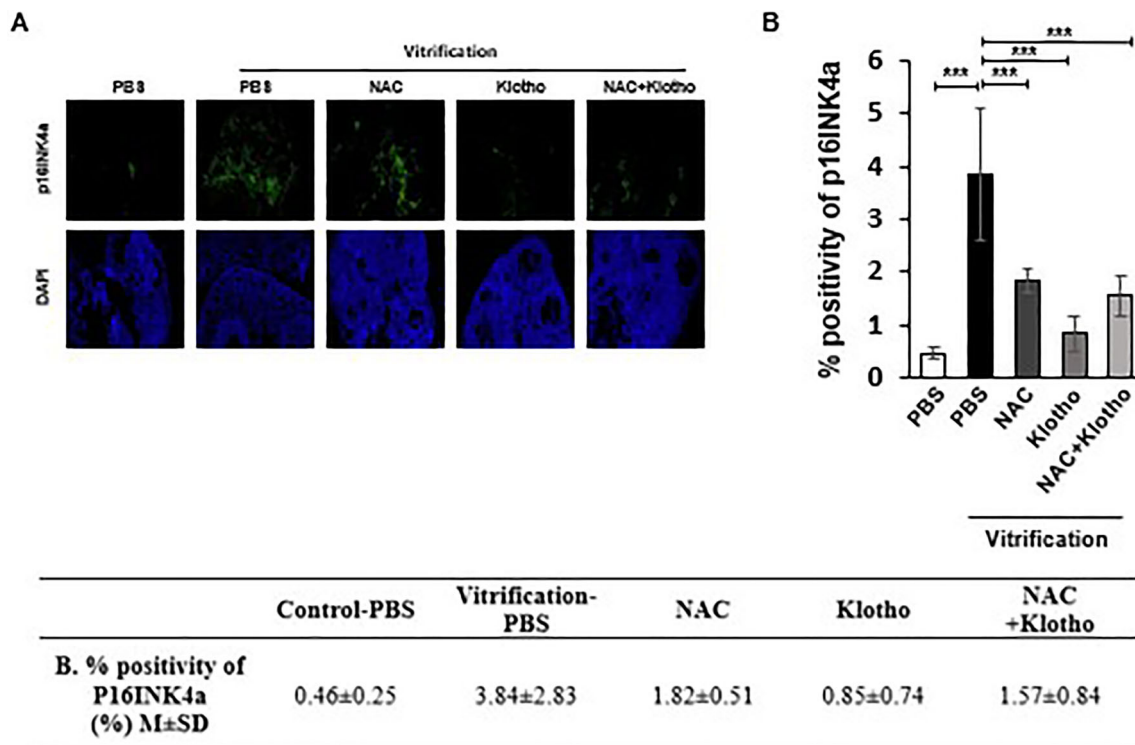 A
Vitrification
PBS PBS NAC Klotho NAC+Klotho
p16INK4a
DAPI
B
***
***
*** ***
% positivity of p16INK4a
6
5
4
3
2
1
0
PBS PBS NAC Klotho NAC+Klotho
Vitrification
Control-PBS Vitrification- NAC Klotho NAC
PBS +Klotho
B. % positivity of
P16INK4a 0.46±0.25 3.84±2.83 1.82±0.51 0.85±0.74 1.57±0.84
(%) M±SD